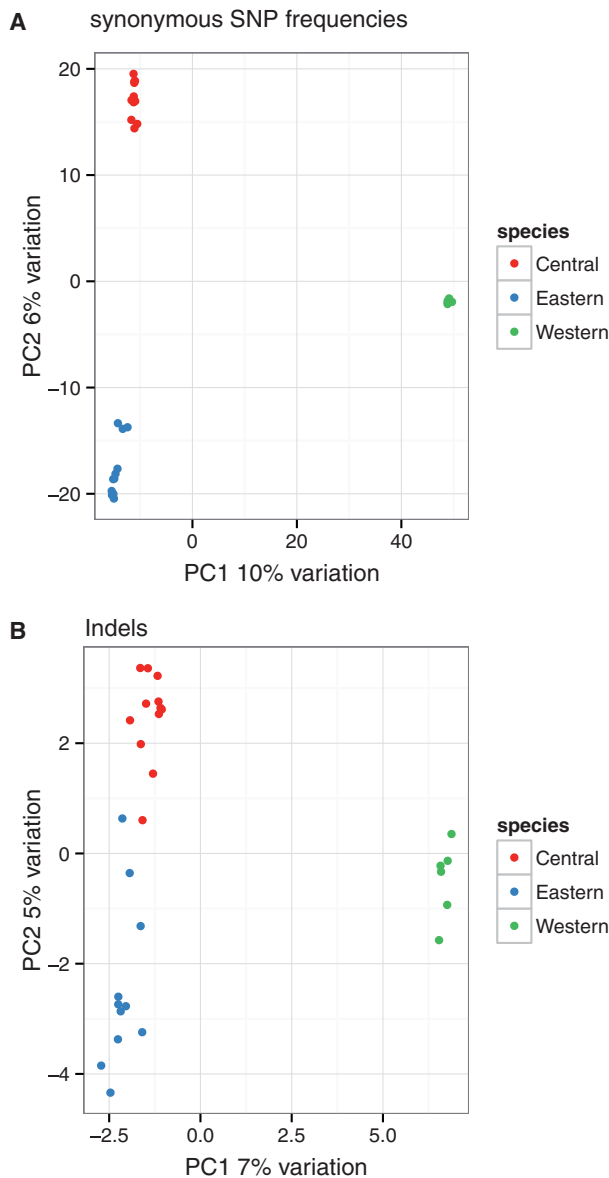 A
synonymous SNP frequencies
PC2 6% variation
20
10
0
−10
−20
0
20
40
PC1 10% variation
species
Central
Eastern
Western
B
Indels
PC2 5% variation
2
0
−2
−4
−2.5
0.0
2.5
5.0
PC1 7% variation
species
Central
Eastern
Western